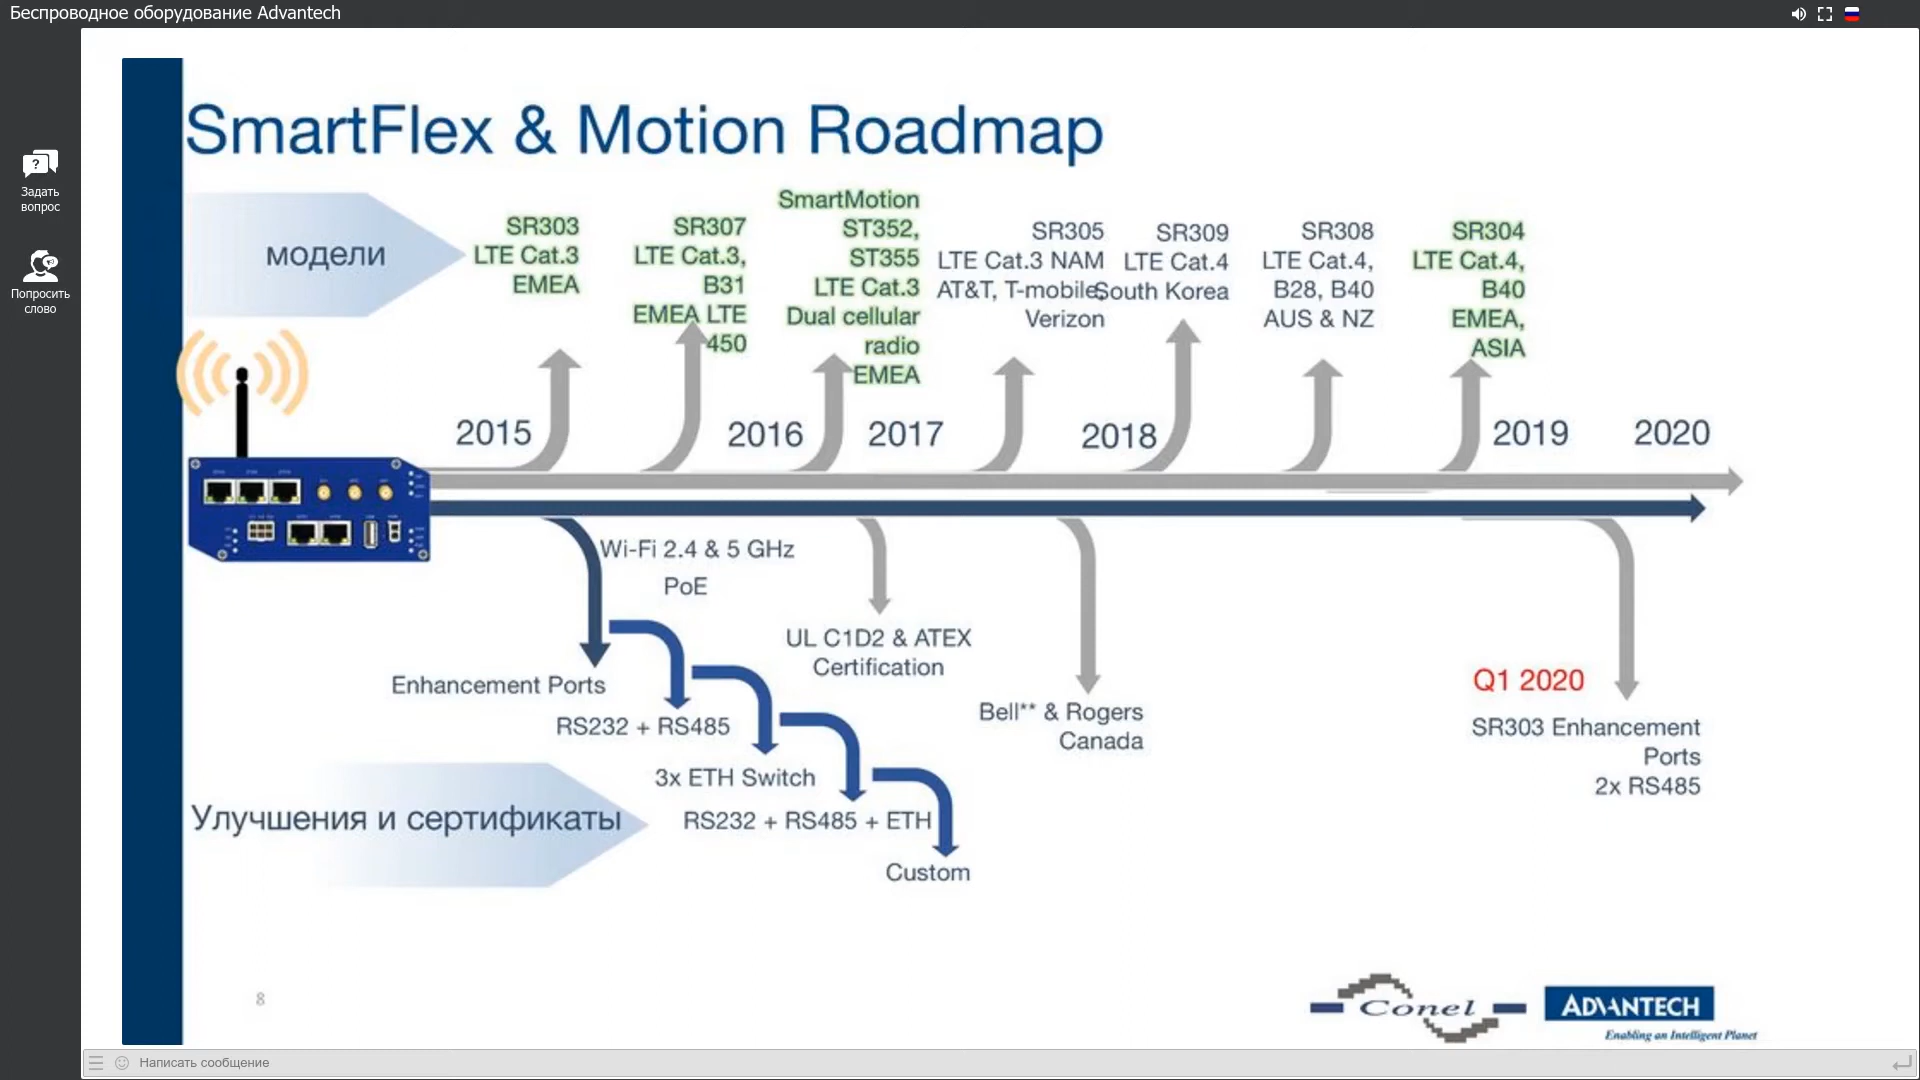 Беспроводное оборудование Advantech
Задать
вопрос
Попросить
слово
SmartFlex & Motion Roadmap
модели
SR303
LTE Cat.3
EMEA
SR307
LTE Cat.3,
B31
EMEA LTE
450
SmartMotion
ST352,
ST355
LTE Cat.3
Dual cellular
radio
EMEA
SR305
LTE Cat.3 NAM
AT&T, T-mobile,
Verizon
SR309
LTE Cat.4
South Korea
SR308
LTE Cat.4,
B28, B40
AUS & NZ
SR304
LTE Cat.4,
B40
EMEA,
ASIA
2015
2016
2017
2018
2019
2020
Wi-Fi 2.4 & 5 GHz
PoE
Enhancement Ports
RS232 + RS485
3x ETH Switch
RS232 + RS485 + ETH
Custom
UL C1D2 & ATEX
Certification
Bell** & Rogers
Canada
Q1 2020
SR303 Enhancement
Ports
2x RS485
Улучшения и сертификаты
8
Conel
ADVANTECH
Enabling an Intelligent Planet
Написать сообщение